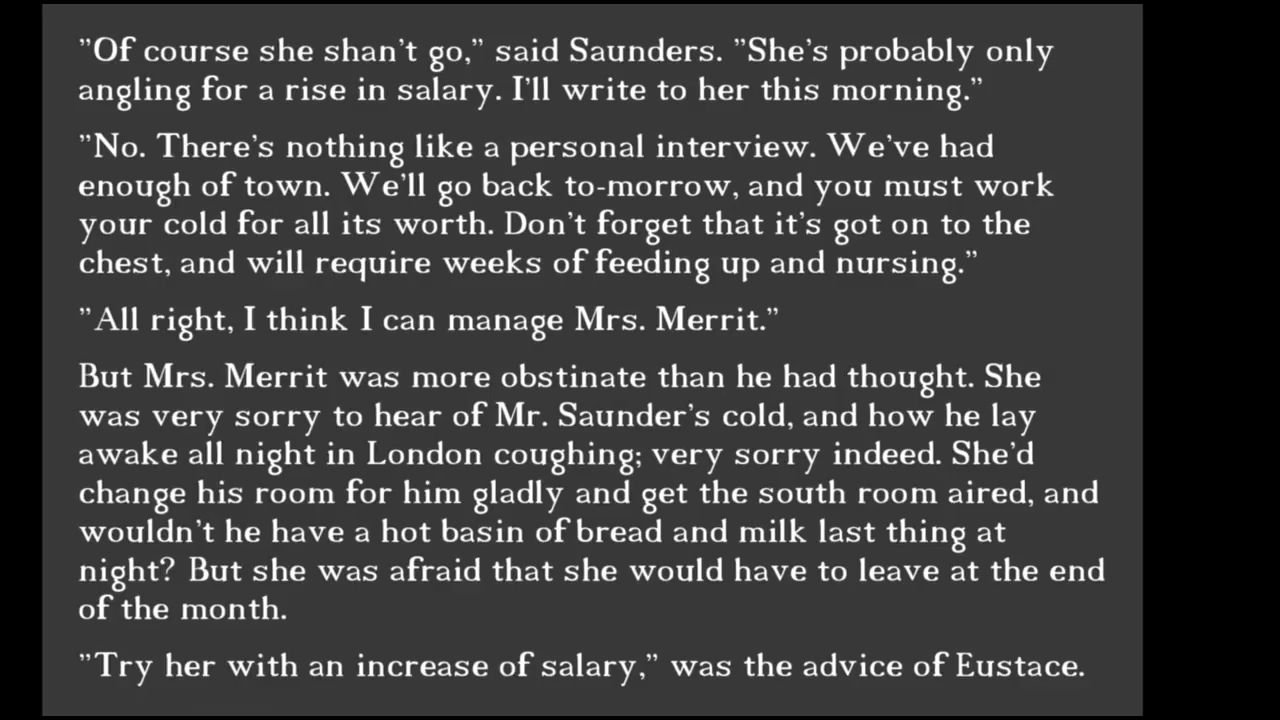 ”Of course she shan’t go,” said Saunders. ”She’s probably only
angling for a rise in salary. I’ll write to her this morning.”
”No. There’s nothing like a personal interview. We’ve had
enough of town. We’ll go back to-morrow, and you must work
your cold for all its worth. Don’t forget that it’s got on to the
chest, and will require weeks of feeding up and nursing.”
”All right, I think I can manage Mrs. Merrit.”
But Mrs. Merrit was more obstinate than he had thought. She
was very sorry to hear of Mr. Saunder’s cold, and how he lay
awake all night in London coughing; very sorry indeed. She’d
change his room for him gladly and get the south room aired, and
wouldn’t he have a hot basin of bread and milk last thing at
night? But she was afraid that she would have to leave at the end
of the month.
”Try her with an increase of salary,” was the advice of Eustace.